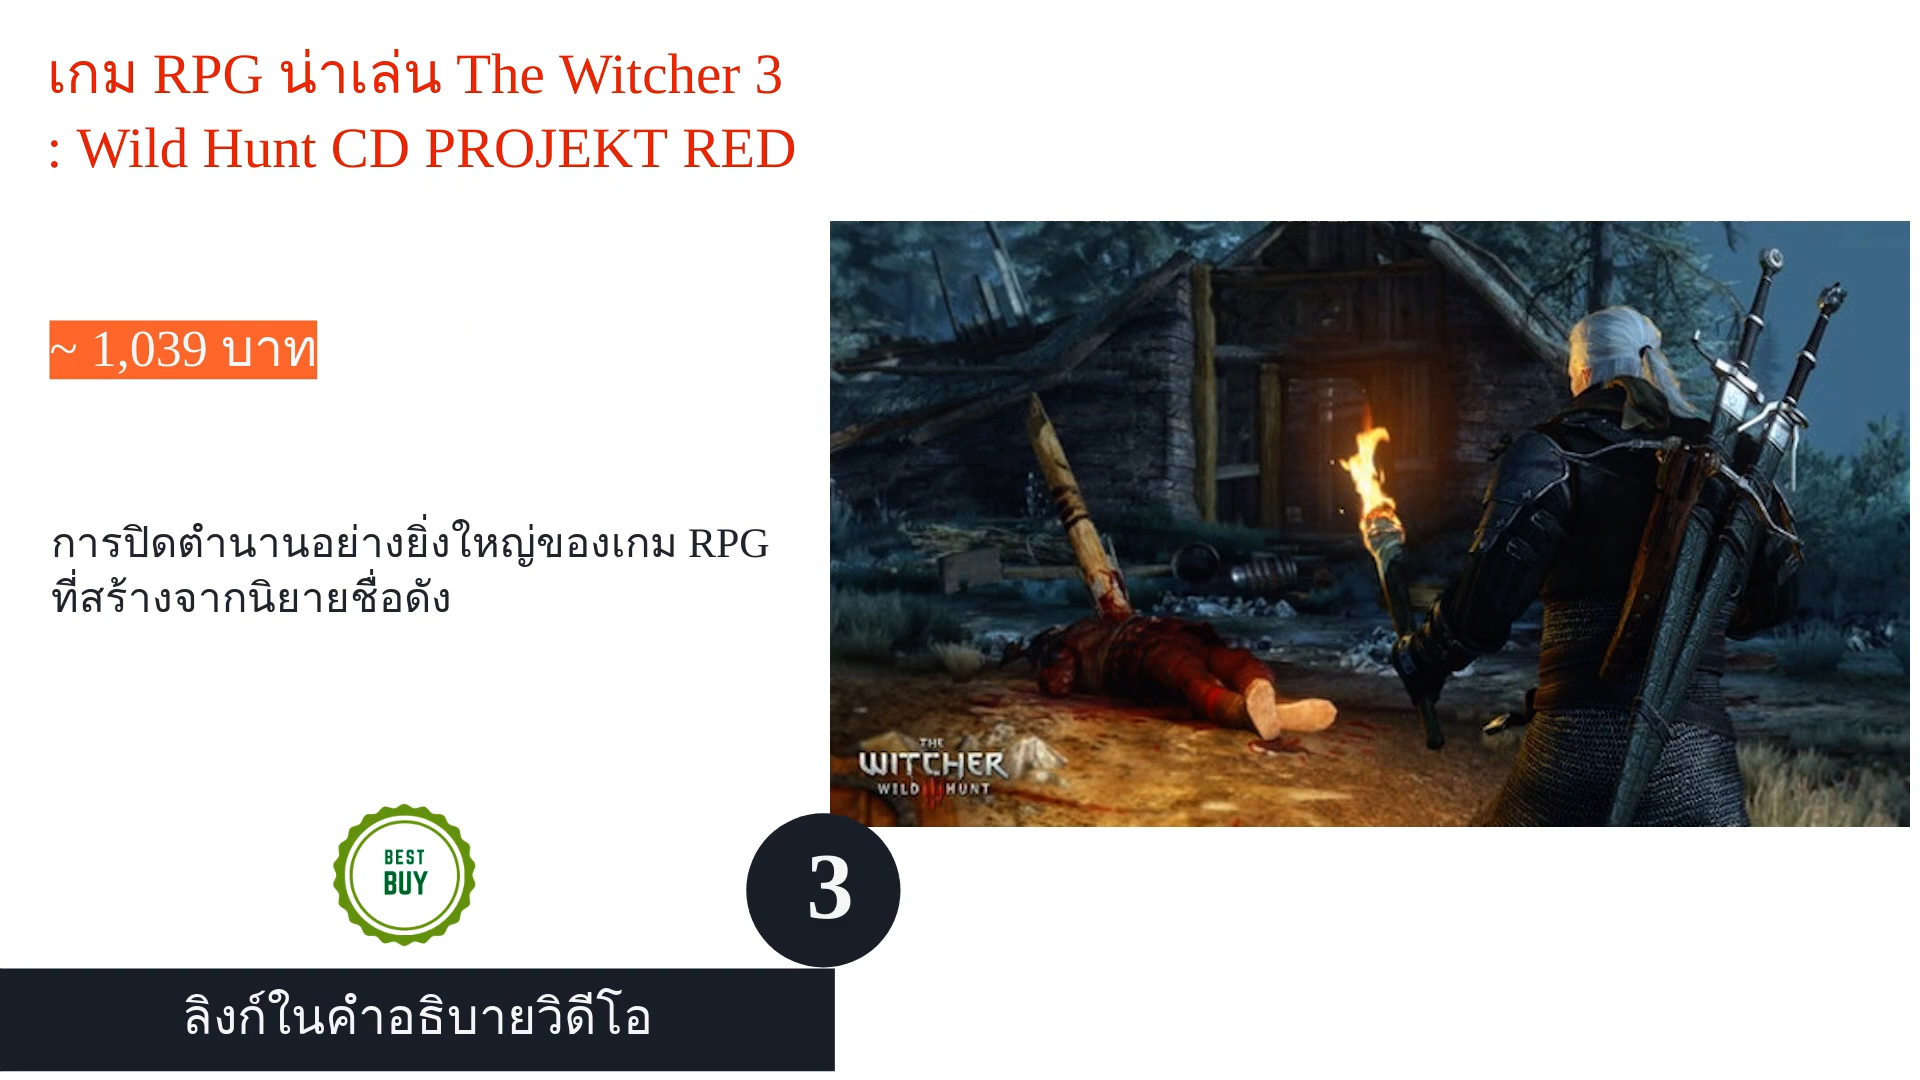 เกม RPG น่าเล่น The Witcher 3
: Wild Hunt CD PROJEKT RED
~ 1,039 บาท
การปิดตำนานอย่างยิ่งใหญ่ของเกม RPG
ที่สร้างจากนิยายชื่อดัง
THE
WITCHER
WILD HUNT
BEST
BUY
3
ลิงก์ในคำอธิบายวิดีโอ